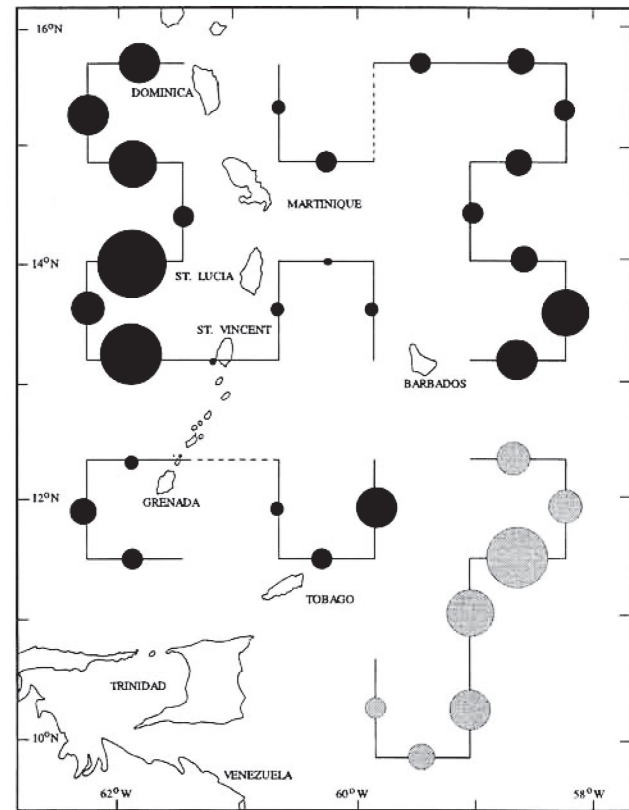 16°N
DOMINICA
MARTINIQUE
14°N
ST. LUCIA
ST. VINCENT
BARBADOS
12°N
GRENADA
TOBAGO
TRINIDAD
10°N
VENEZUELA
62°W
60°W
58°W